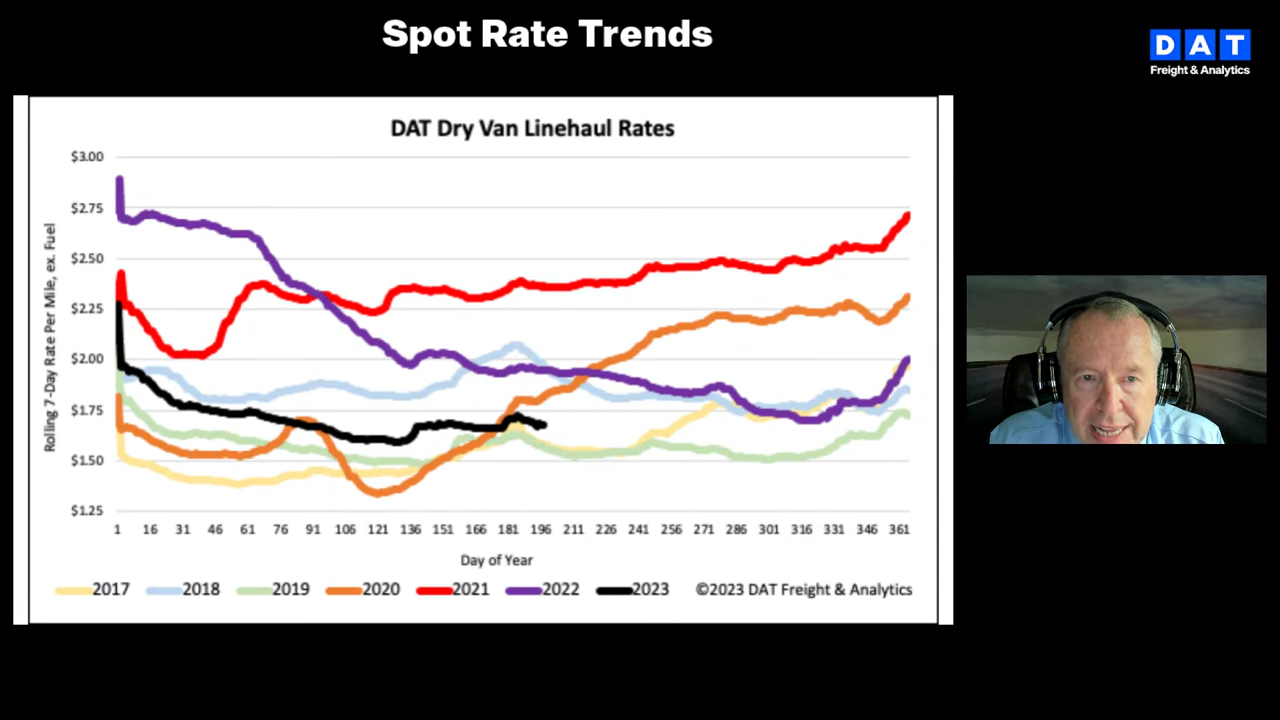 Spot Rate Trends
DAT
Freight & Analytics
DAT Dry Van Linehaul Rates
Rolling 7-Day Rate Per Mile, ex. Fuel
$3.00
$2.75
$2.50
$2.25
$2.00
$1.75
$1.50
$1.25
1 16 31 46 61 76 91 106 121 136 151 166 181 196 211 226 241 256 271 286 301 316 331 346 361
Day of Year
2017 2018 2019 2020 2021 2022 2023 ©2023 DAT Freight & Analytics